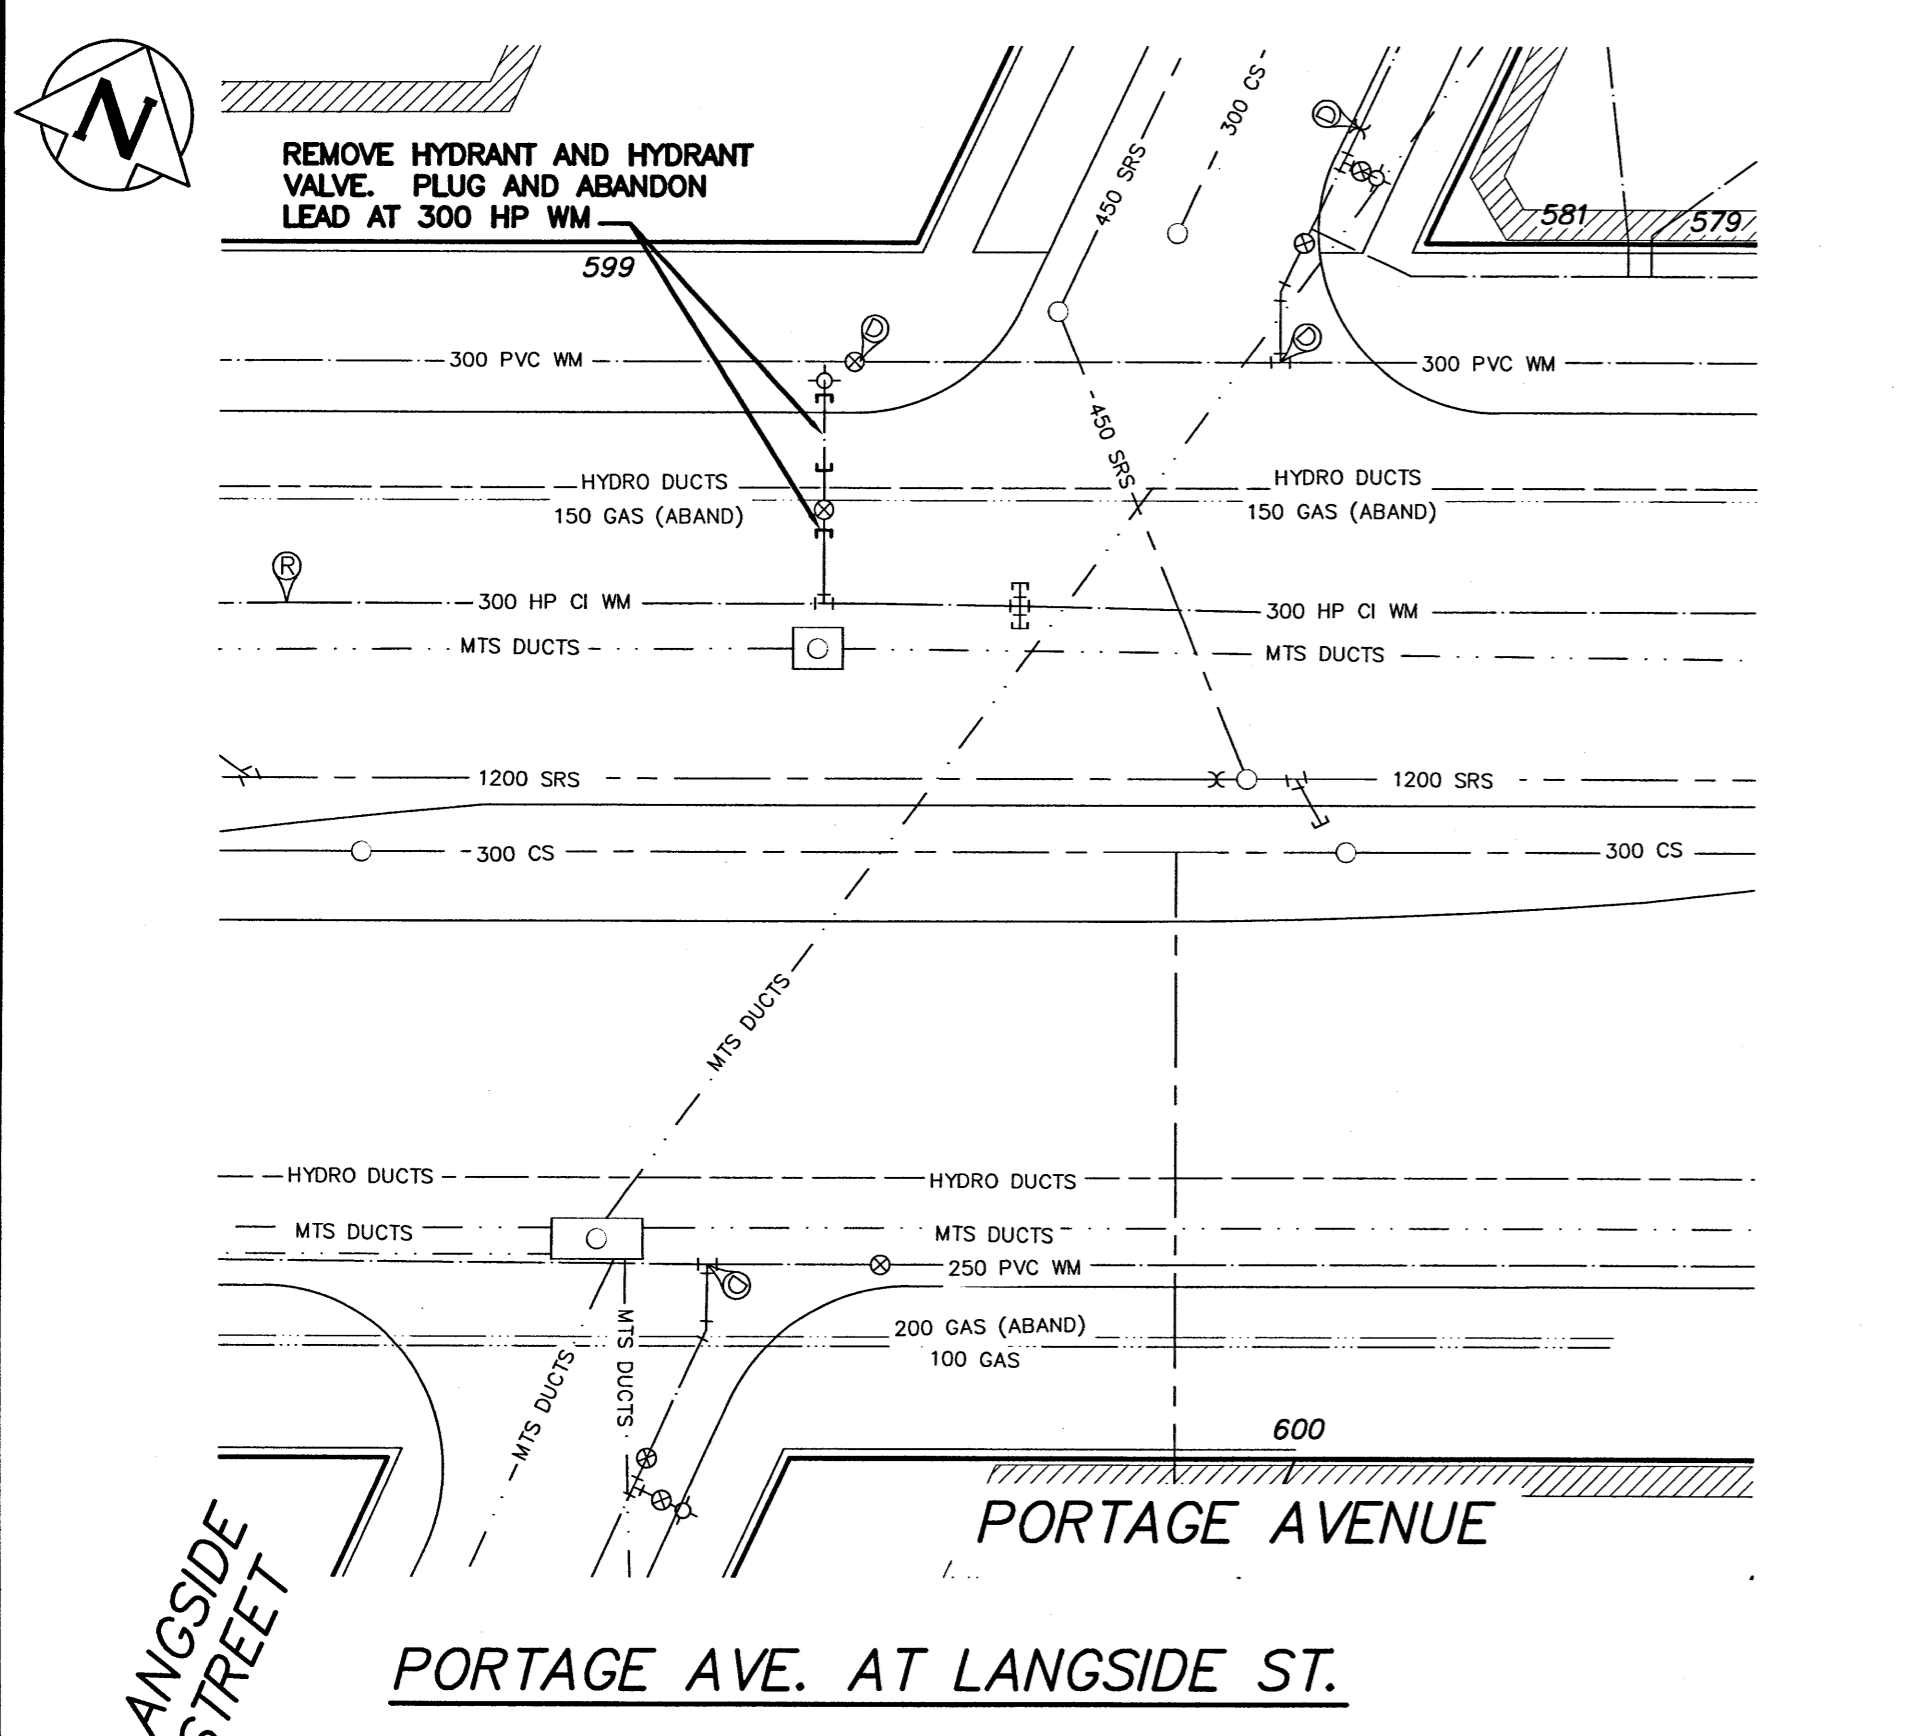 N
REMOVE HYDRANT AND HYDRANT
VALVE. PLUG AND ABANDON
LEAD AT 300 HP WM
599
450 SRS
300 CS
D
581
579
D
D
300 PVC WM
300 PVC WM
450 SRS
HYDRO DUCTS
HYDRO DUCTS
150 GAS (ABAND)
150 GAS (ABAND)
R
300 HP CI WM
300 HP CI WM
MTS DUCTS
MTS DUCTS
1200 SRS
1200 SRS
300 CS
300 CS
MTS DUCTS
HYDRO DUCTS
HYDRO DUCTS
MTS DUCTS
MTS DUCTS
250 PVC WM
D
200 GAS (ABAND)
100 GAS
MTS DUCTS
MTS DUCTS
600
PORTAGE AVENUE
ANGSIDE
STREET
PORTAGE AVE. AT LANGSIDE ST.